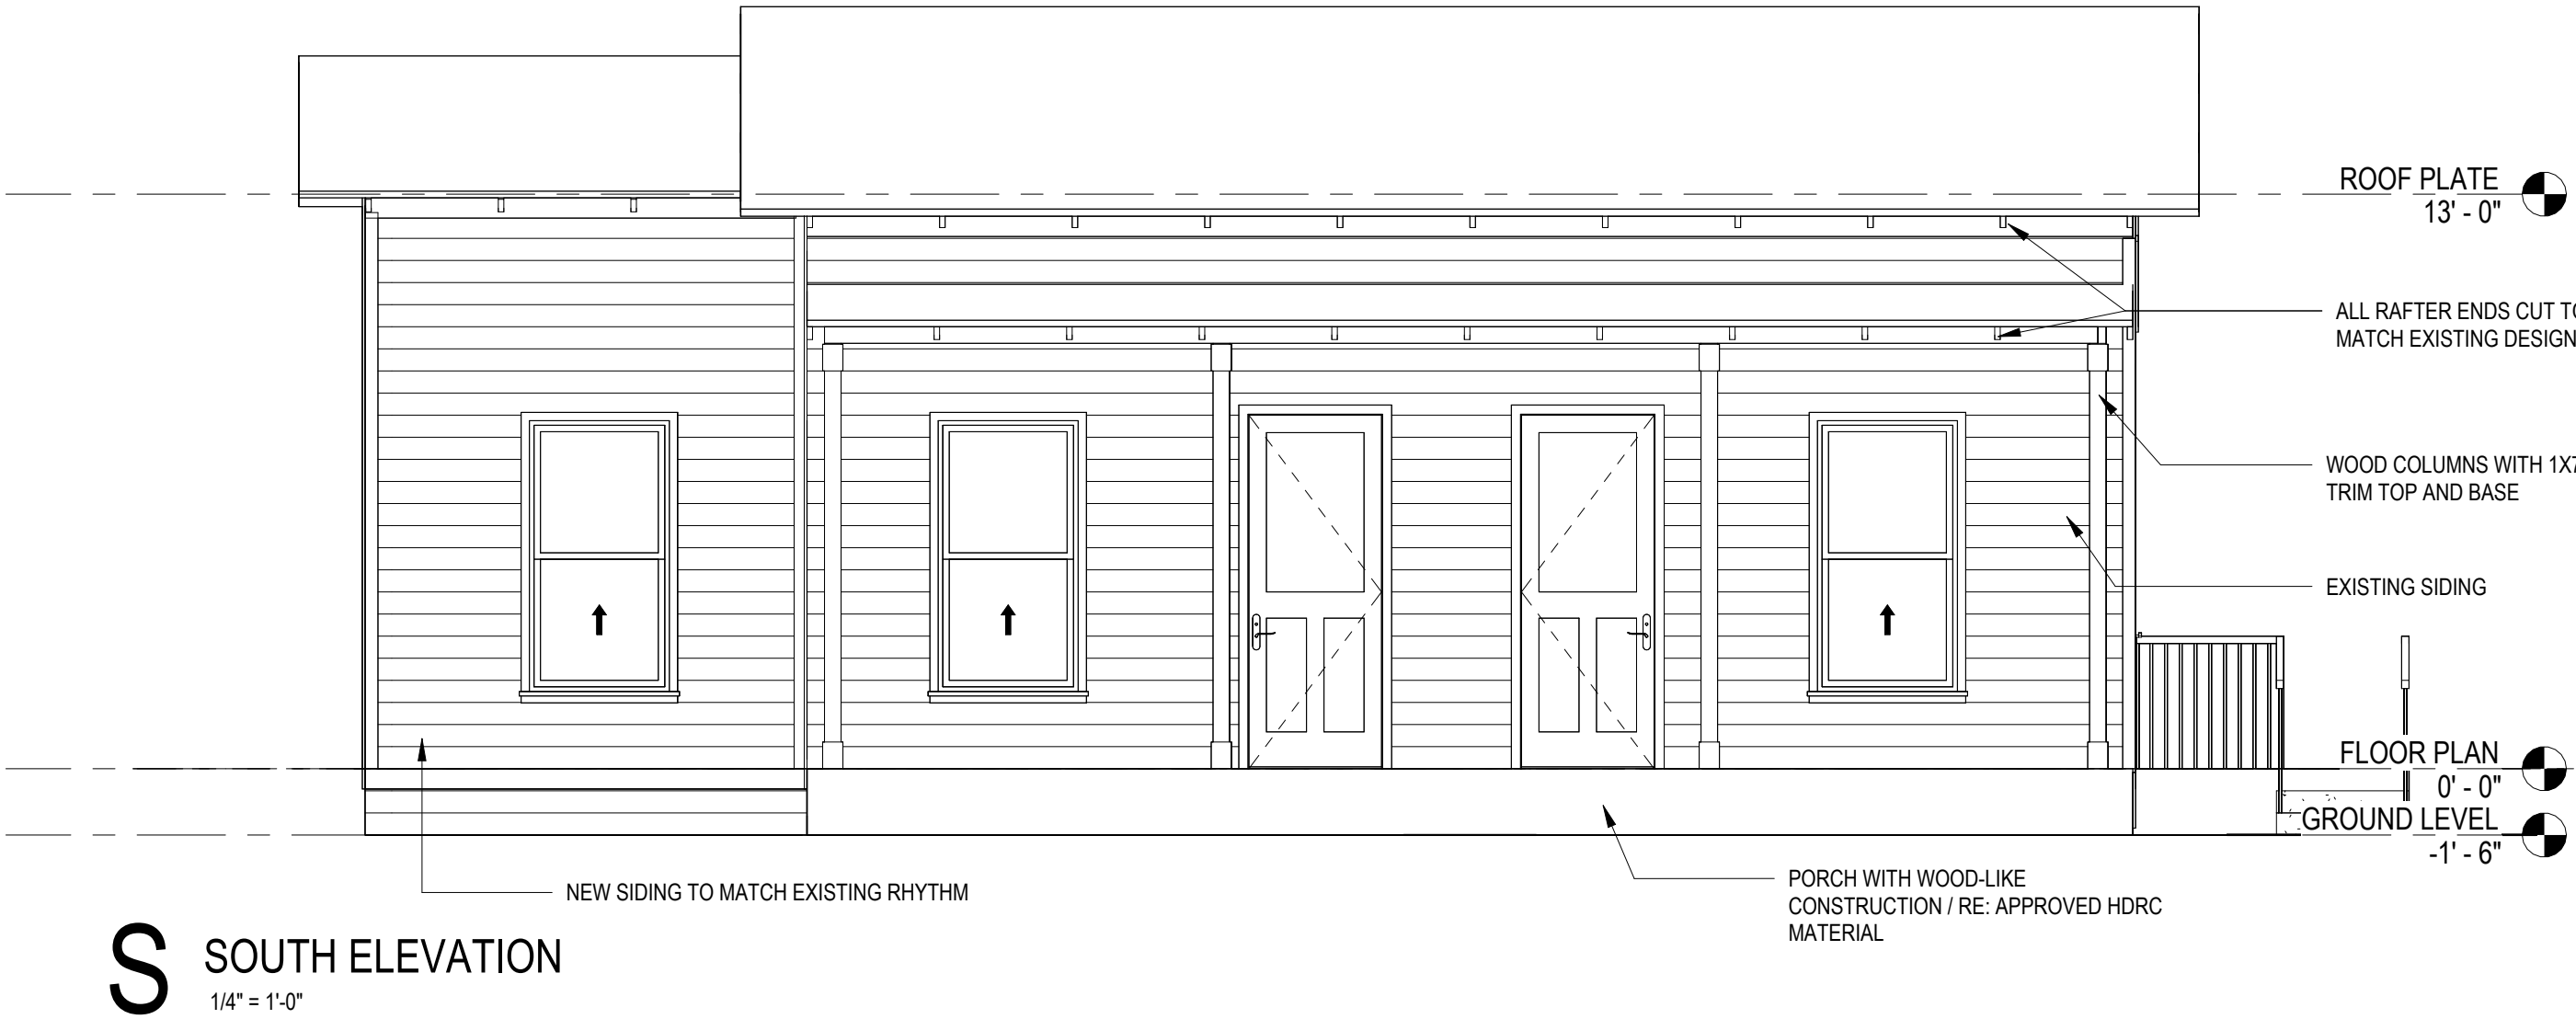 ROOF PLATE
13' - 0"
ALL RAFTER ENDS CUT TO
MATCH EXISTING DESIGN
WOOD COLUMNS WITH 1X7
TRIM TOP AND BASE
EXISTING SIDING
FLOOR PLAN
0' - 0"
GROUND LEVEL
-1' - 6"
NEW SIDING TO MATCH EXISTING RHYTHM
PORCH WITH WOOD-LIKE
CONSTRUCTION / RE: APPROVED HDRC
MATERIAL
S SOUTH ELEVATION
1/4" = 1'-0"